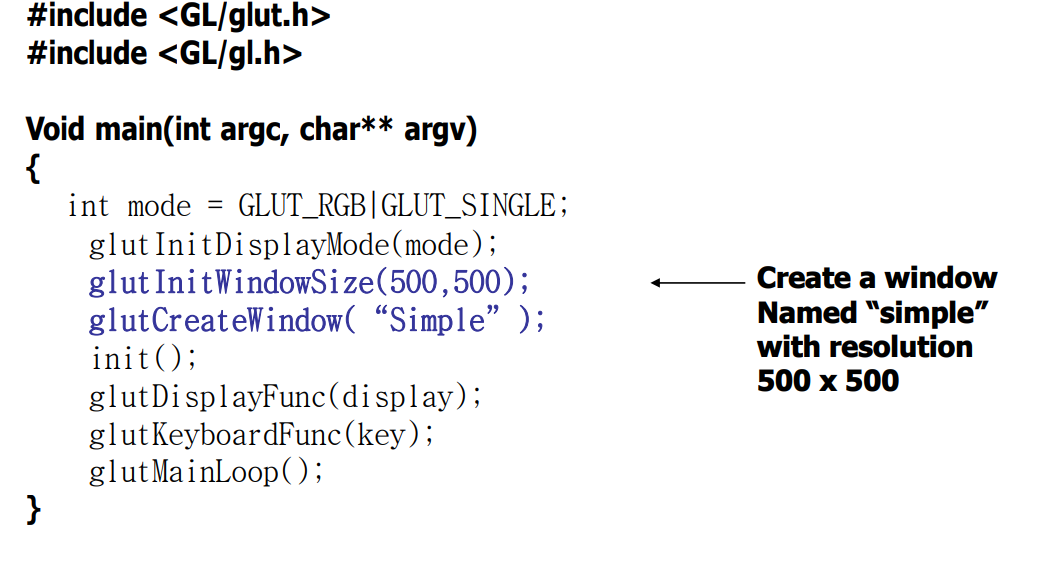 #include <GL/glut.h>
#include <GL/gl.h>
Void main(int argc, char** argv)
{
int mode = GLUT_RGB|GLUT_SINGLE;
glutInitDisplayMode(mode);
glutInitWindowSize(500,500);
glutCreateWindow( “Simple” );
init();
glutDisplayFunc(display);
glutKeyboardFunc(key);
glutMainLoop();
}
Create a window
Named “simple”
with resolution
500 x 500